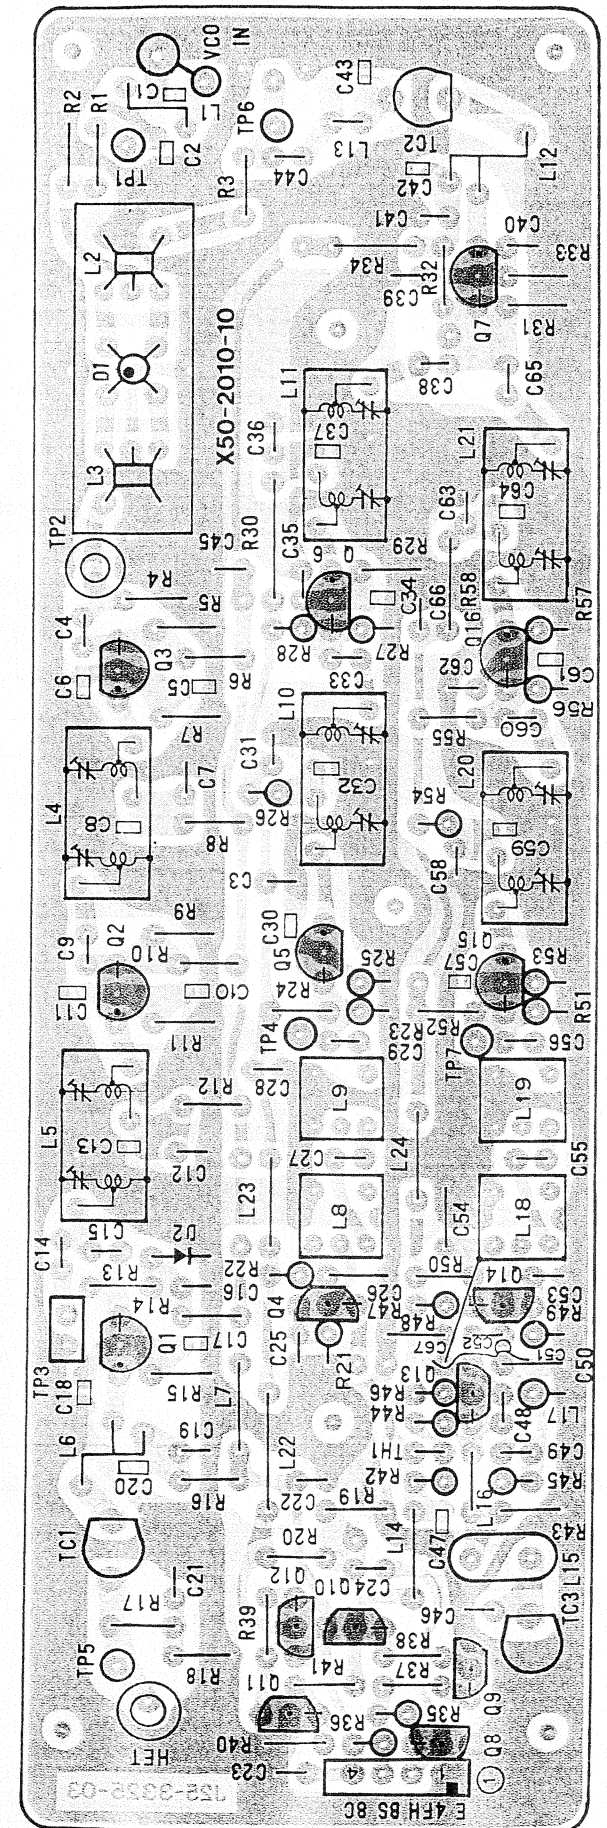 VCO IN
C1
L1
R2
R1
TP1
C2
TP6
C43
R3
C44
L13
TC2
C42
L12
C41
L2
R34
C39
R32
C40
R33
Q7
R31
D1
X50-2010-10
L11
C38
C65
C37
C36
L3
L21
C64
C63
TP2
C45
R30
C35
Q6
R29
R4
R5
C34
C66
R58
R57
C4
Q3
R28
R27
Q16
C61
R56
C6
C5
R6
C33
C62
R7
L10
R55
C60
C31
L4
C7
C32
L20
R26
R54
C8
R8
C59
C58
C3
R9
C9
Q2
R10
C30
Q5
R25
Q15
C57
R53
C11
C10
R24
R23
R52
R51
R11
TP4
C29
TP7
C56
R12
C28
L9
L19
L5
C13
C27
L24
C55
C12
L23
L8
C54
L18
C14
C15
D2
R13
R22
C26
R50
Q14
C53
R14
C16
Q4
R47
R48
R49
Q1
C17
C25
R21
C67
C52
C51
TP3
C18
R15
L7
Q13
R46
C50
R44
C48
L17
L6
C19
L22
TH1
C49
C20
R16
R42
R45
C22
R19
L16
R43
TC1
R20
L14
C47
L15
C21
Q12
Q10
C24
R17
C46
TC3
R39
R38
TP5
R18
Q11
R41
R37
Q9
HET
R36
R35
R40
Q8
C23
4
1
①
E 4FH BS 8C
J25-3325-03